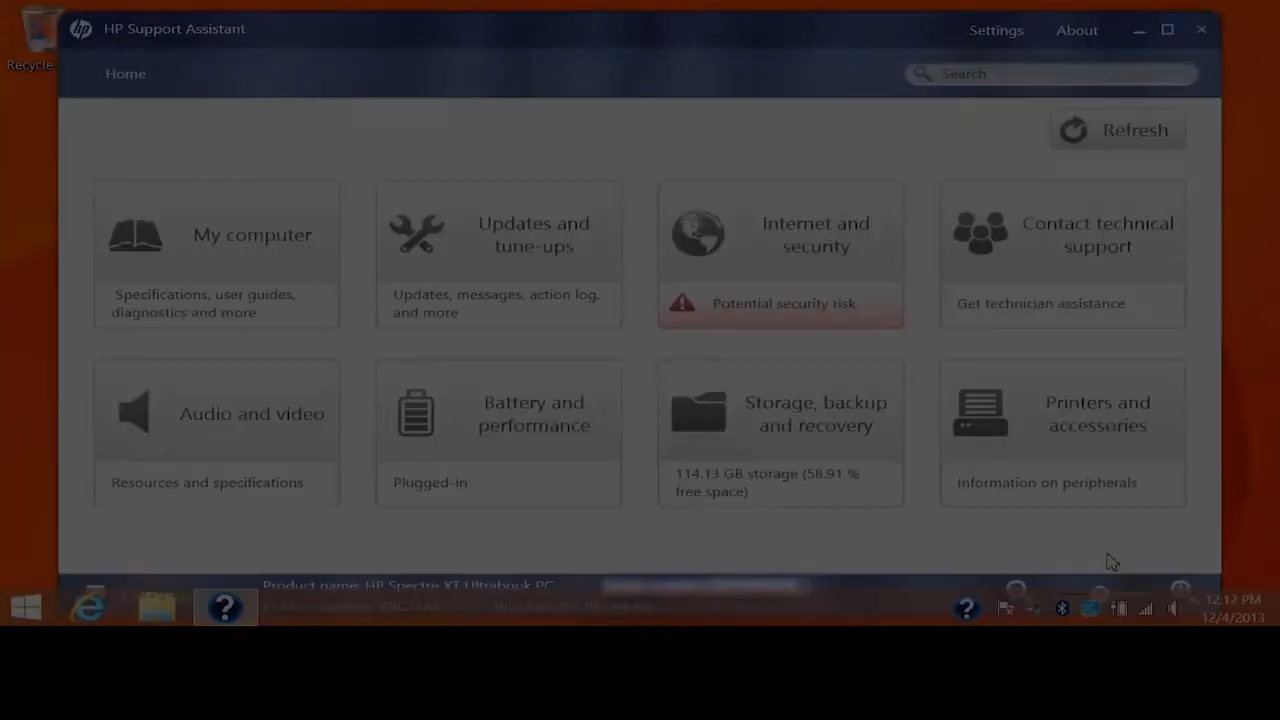 HP Support Assistant
Settings
About
Recycle
Home
Search
Refresh
My computer
Specifications, user guides,
diagnostics and more
Updates and
tune-ups
Updates, messages, action log,
and more
Internet and
security
Potential security risk
Contact technical
support
Get technician assistance
Audio and video
Resources and specifications
Battery and
performance
Plugged-in
Storage, backup
and recovery
114.13 GB storage (58.91 %
free space)
Printers and
accessories
Information on peripherals
Product name: HP Spectre XT Ultrabook PC
12:12 PM
12/4/2013